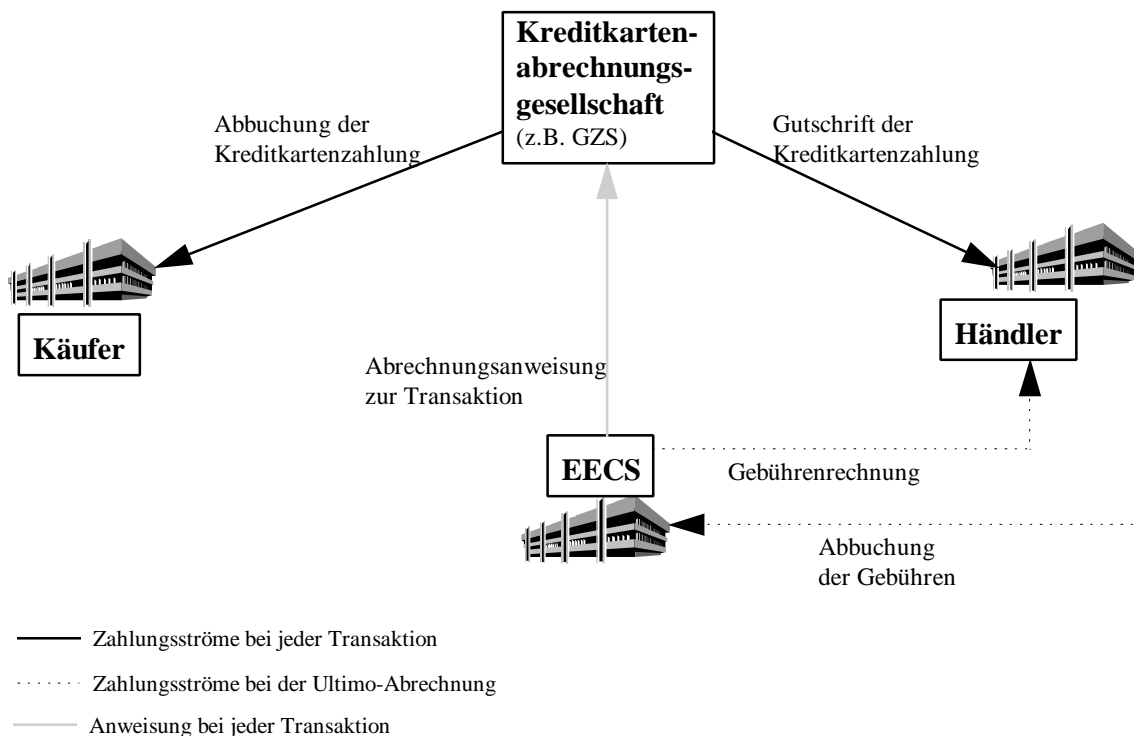 Kreditkarten-
abrechnungs-
gesellschaft
(z.B. GZS)
Abbuchung der
Kreditkartenzahlung
Gutschrift der
Kreditkartenzahlung
Käufer
Händler
Abrechnungsanweisung
zur Transaktion
EECS
Gebührenrechnung
Abbuchung
der Gebühren
Zahlungsströme bei jeder Transaktion
Zahlungsströme bei der Ultimo-Abrechnung
Anweisung bei jeder Transaktion